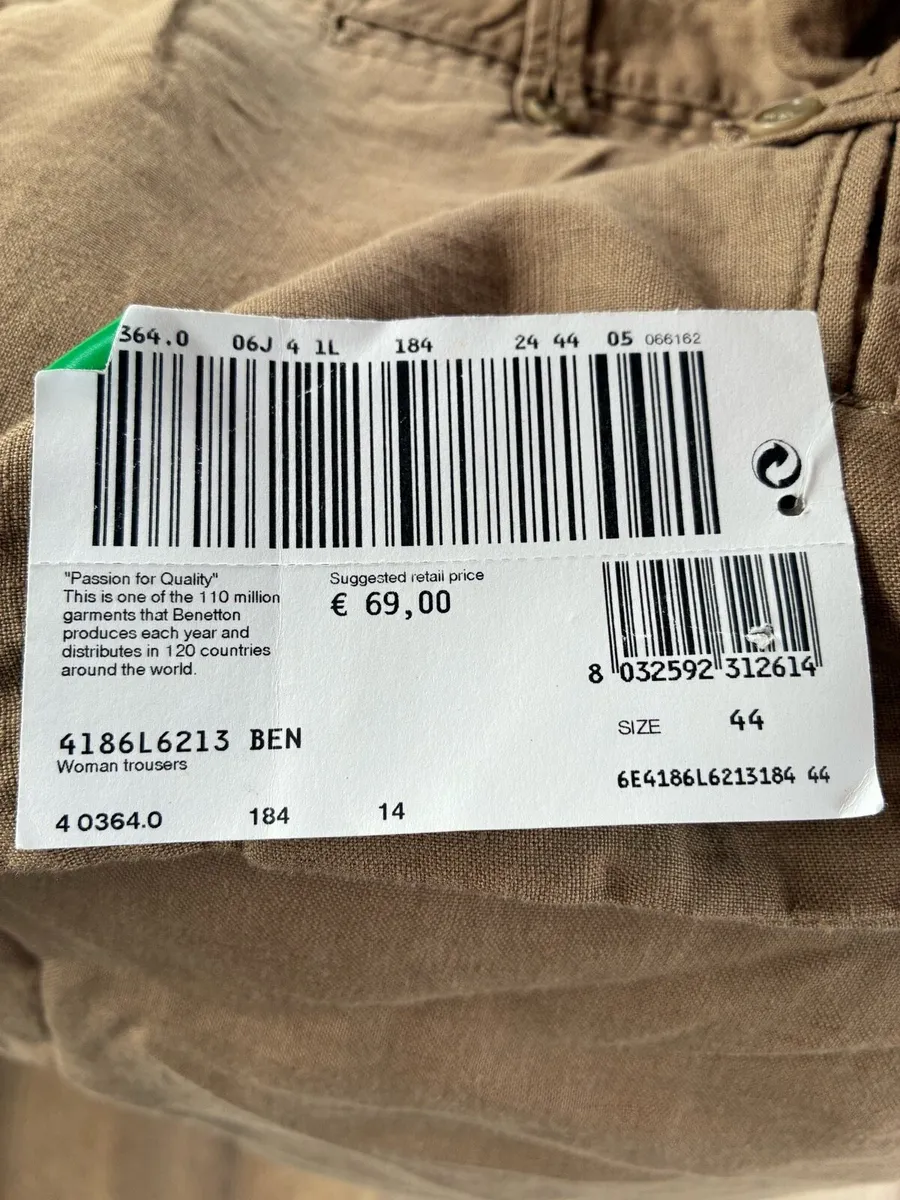 364.0 06J 4 1L 184 24 44 05 066162
"Passion for Quality"
This is one of the 110 million
garments that Benetton
produces each year and
distributes in 120 countries
around the world.
Suggested retail price
€ 69,00
8 032592 312614
SIZE 44
4186L6213 BEN
Woman trousers
6E4186L6213184 44
4 0364.0 184 14